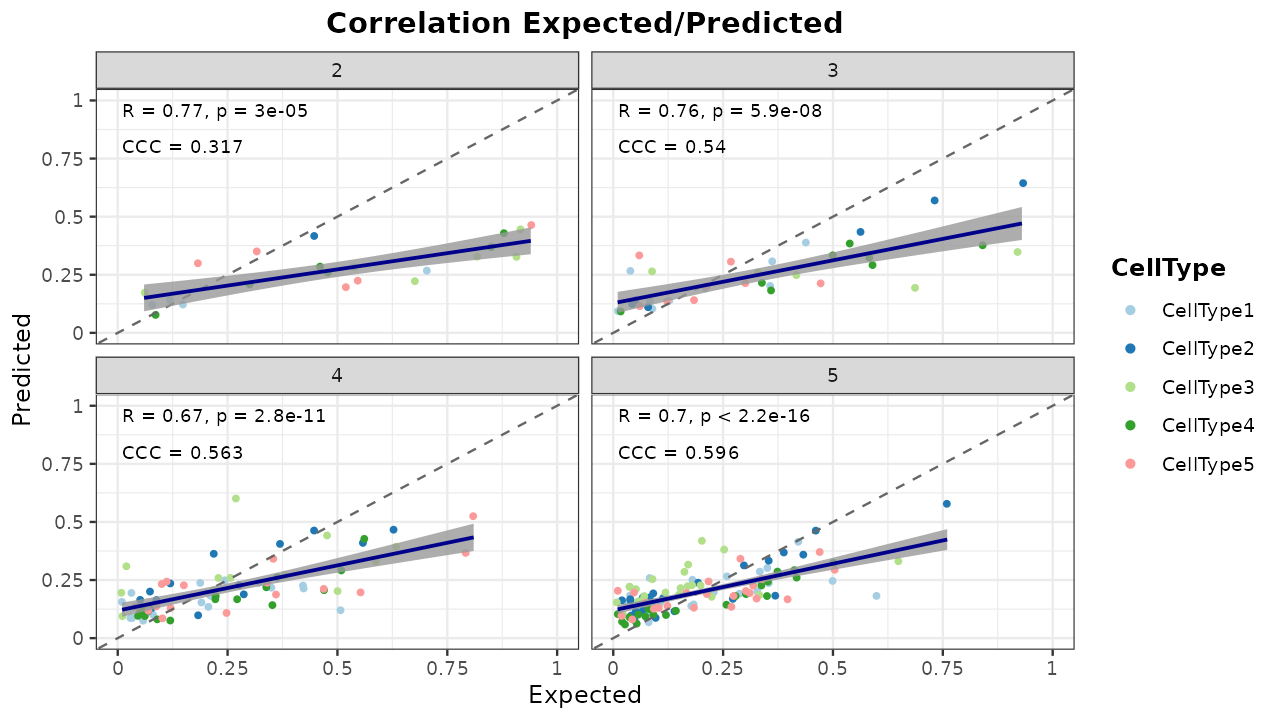 Correlation Expected/Predicted
2
R = 0.77, p = 3e-05
CCC = 0.317
3
R = 0.76, p = 5.9e-08
CCC = 0.54
1
0.75
0.5
0.25
0
4
R = 0.67, p = 2.8e-11
CCC = 0.563
5
R = 0.7, p < 2.2e-16
CCC = 0.596
1
0.75
0.5
0.25
0
0 0.25 0.5 0.75 1
0 0.25 0.5 0.75 1
Expected
Predicted
CellType
CellType1
CellType2
CellType3
CellType4
CellType5